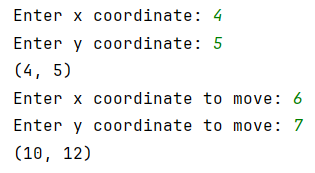 Enter x coordinate: 4
Enter y coordinate: 5
(4, 5)
Enter x coordinate to move: 6
Enter y coordinate to move: 7
(10, 12)